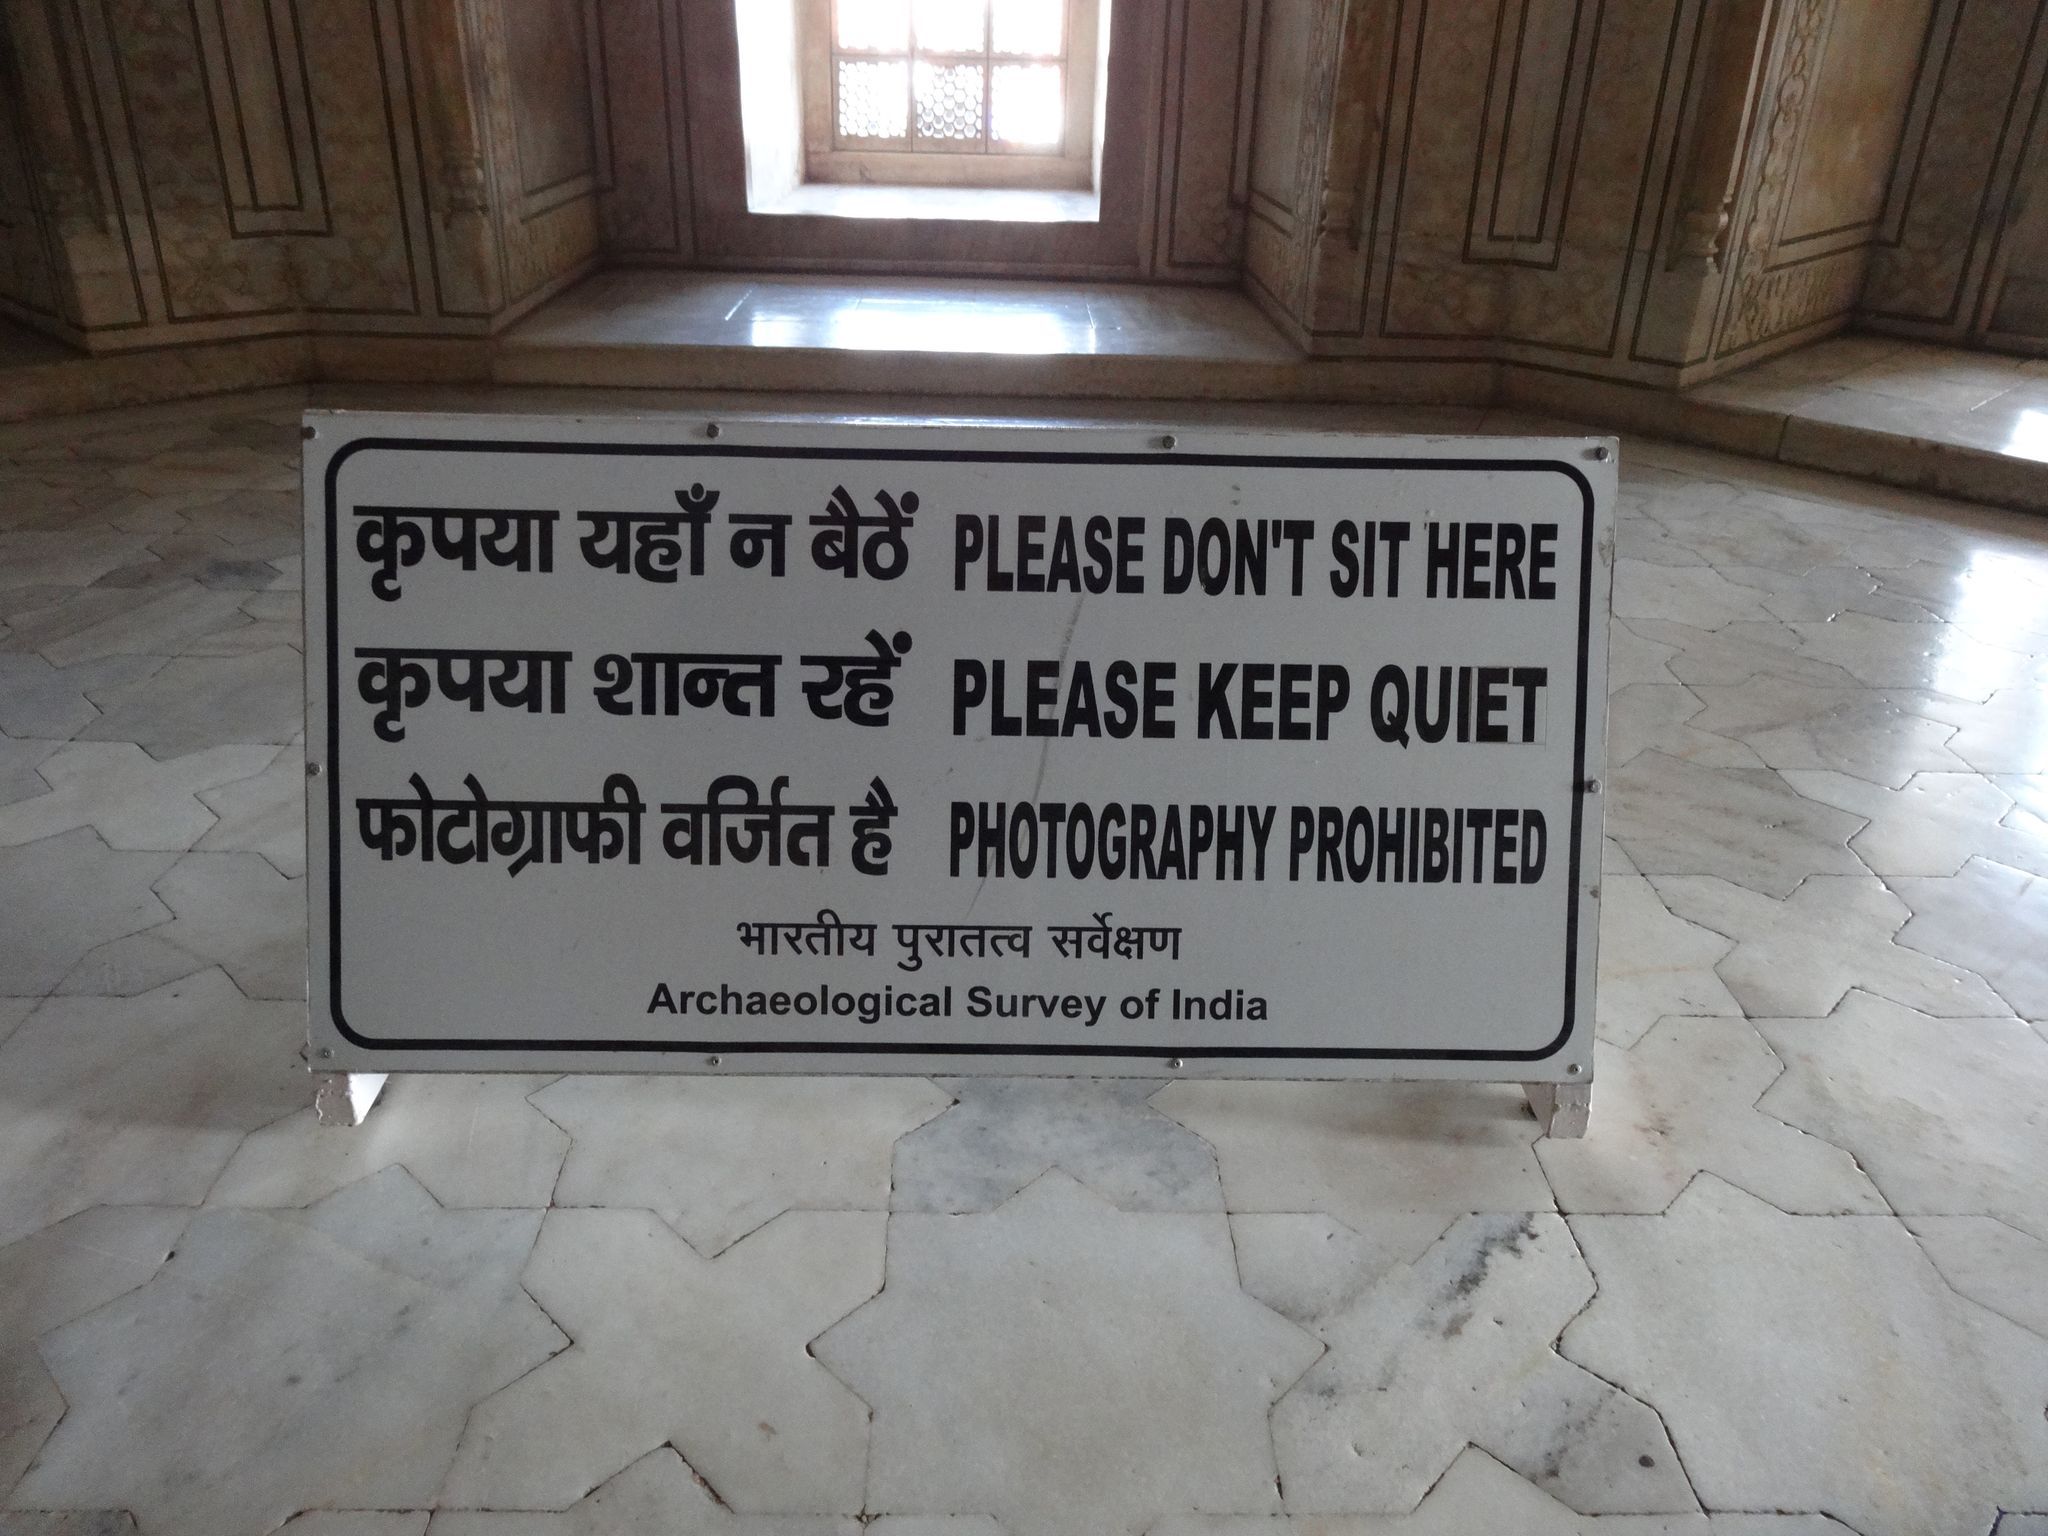 कृपया यहाँ न बैठें PLEASE DON'T SIT HERE
कृपया शान्त रहें PLEASE KEEP QUIET
फोटोग्राफी वर्जित है PHOTOGRAPHY PROHIBITED
भारतीय पुरातत्व सर्वेक्षण
Archaeological Survey of India